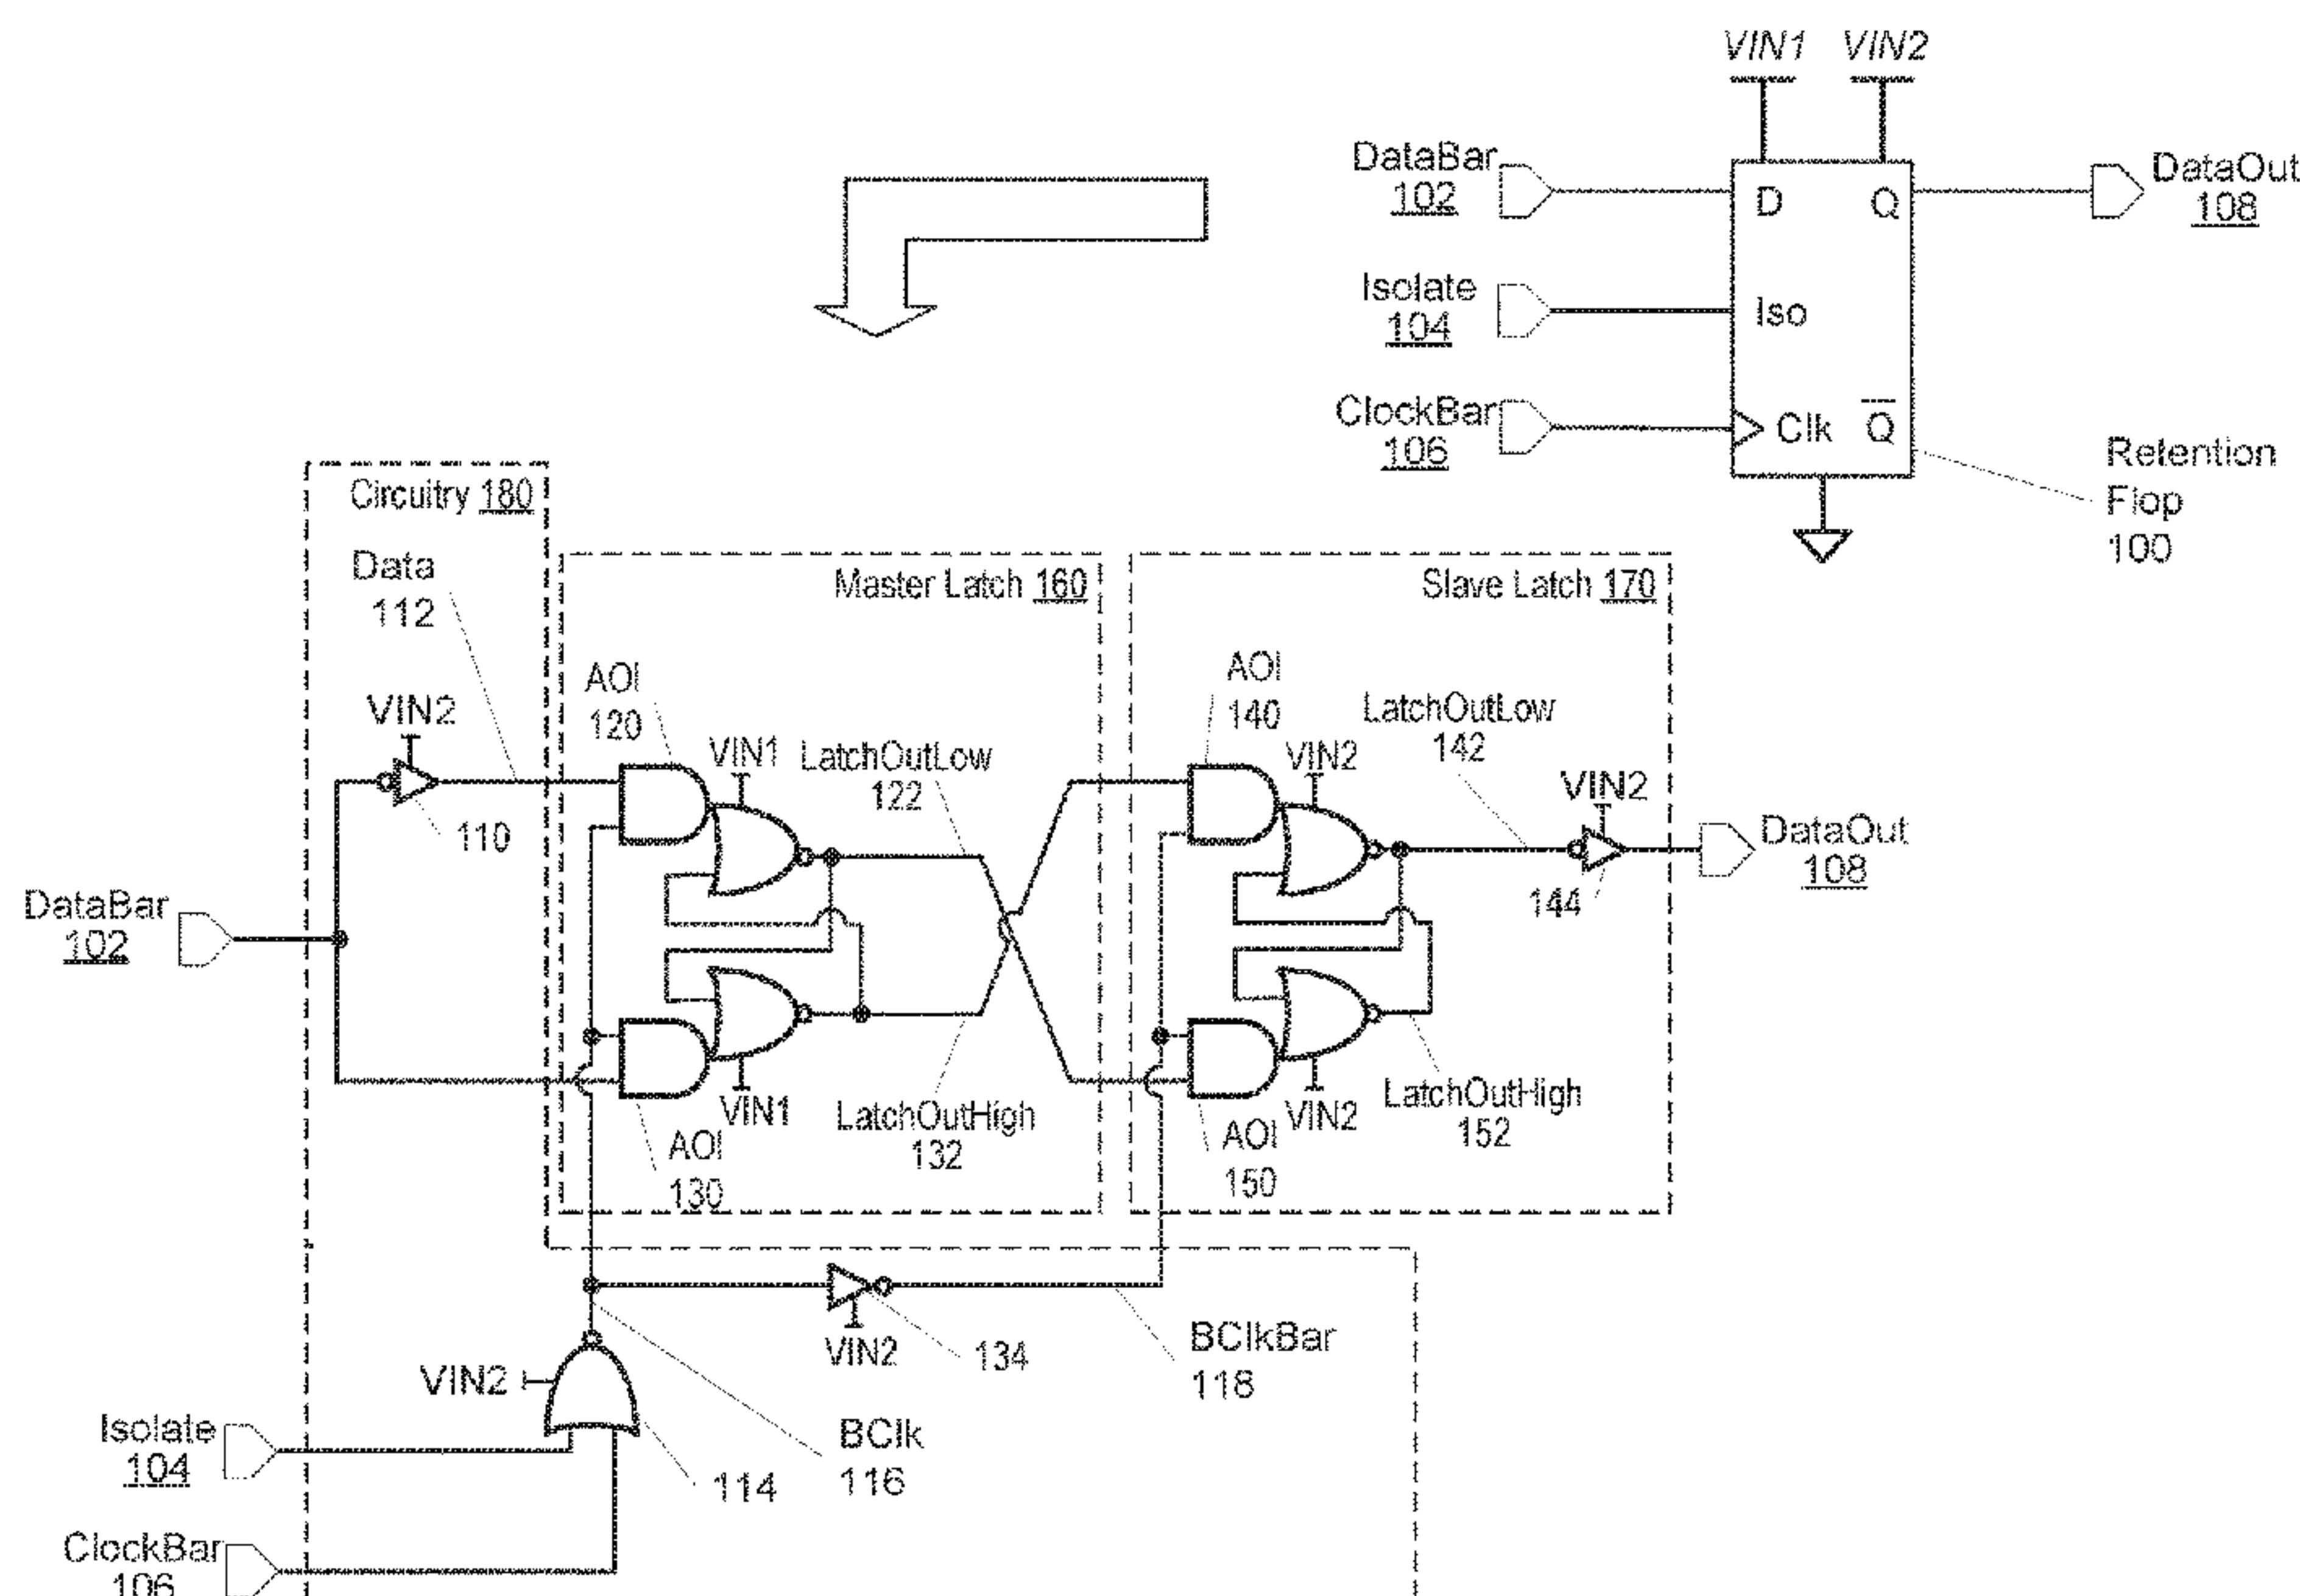 VIN1 VIN2
DataBar
102
DataOut
108
D Q
Isolate
104
Iso
ClockBar
106
Clk Q
Retention
Flop
100
Circuitry 180
Data
112
Master Latch 160
Slave Latch 170
AOI
120
AOI
140
VIN2
VIN1
LatchOutLow
122
VIN2
LatchOutLow
142
VIN2
110
DataOut
108
144
DataBar
102
VIN1
LatchOutHigh
132
VIN2
LatchOutHigh
152
AOI
130
AOI
150
VIN2
134
BClkBar
118
VIN2
Isolate
104
BClk
116
114
ClockBar
106